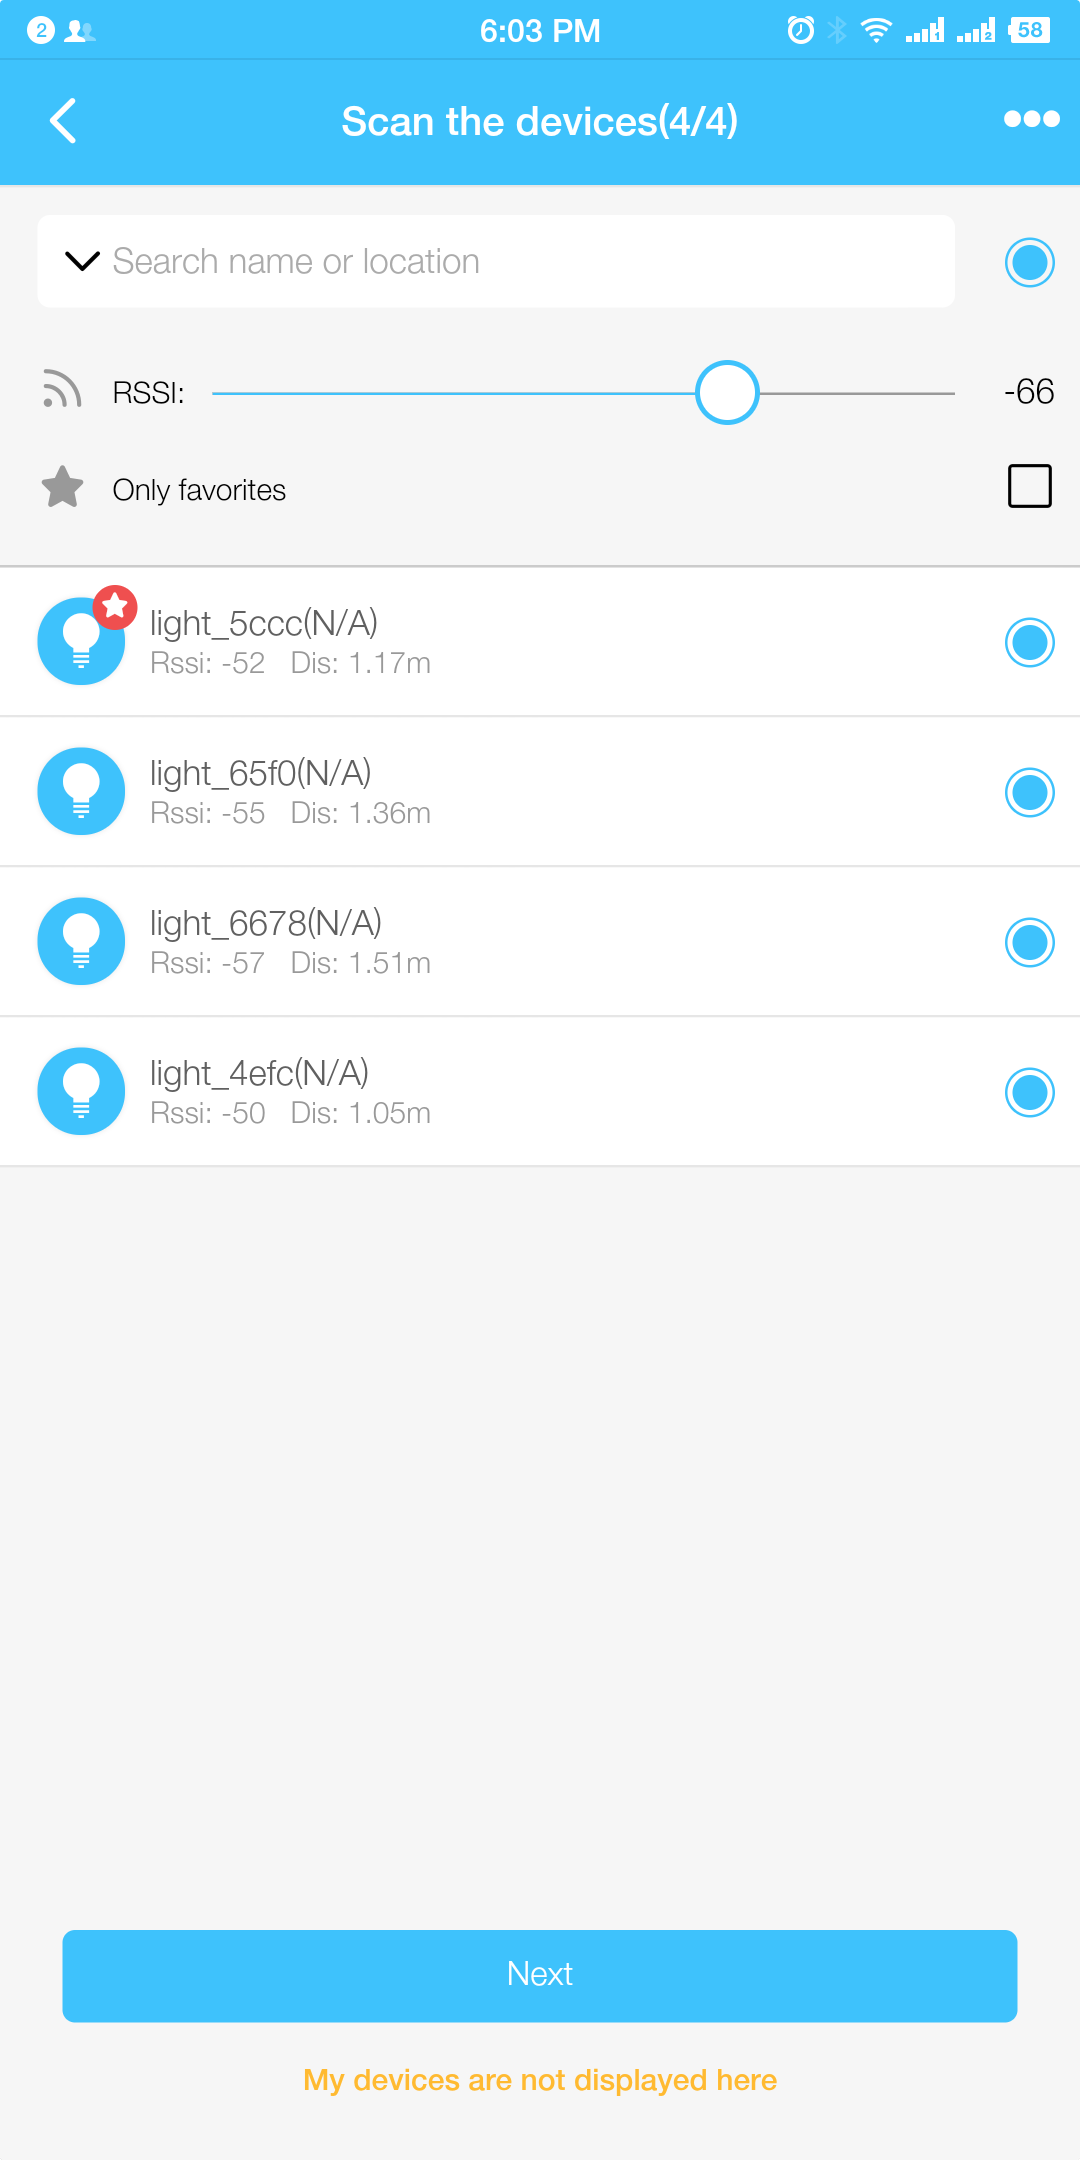 2
6:03 PM
1
2
58
Scan the devices(4/4)
Search name or location
RSSI:
-66
Only favorites
light_5ccc(N/A)
Rssi: -52 Dis: 1.17m
light_65f0(N/A)
Rssi: -55 Dis: 1.36m
light_6678(N/A)
Rssi: -57 Dis: 1.51m
light_4efc(N/A)
Rssi: -50 Dis: 1.05m
Next
My devices are not displayed here